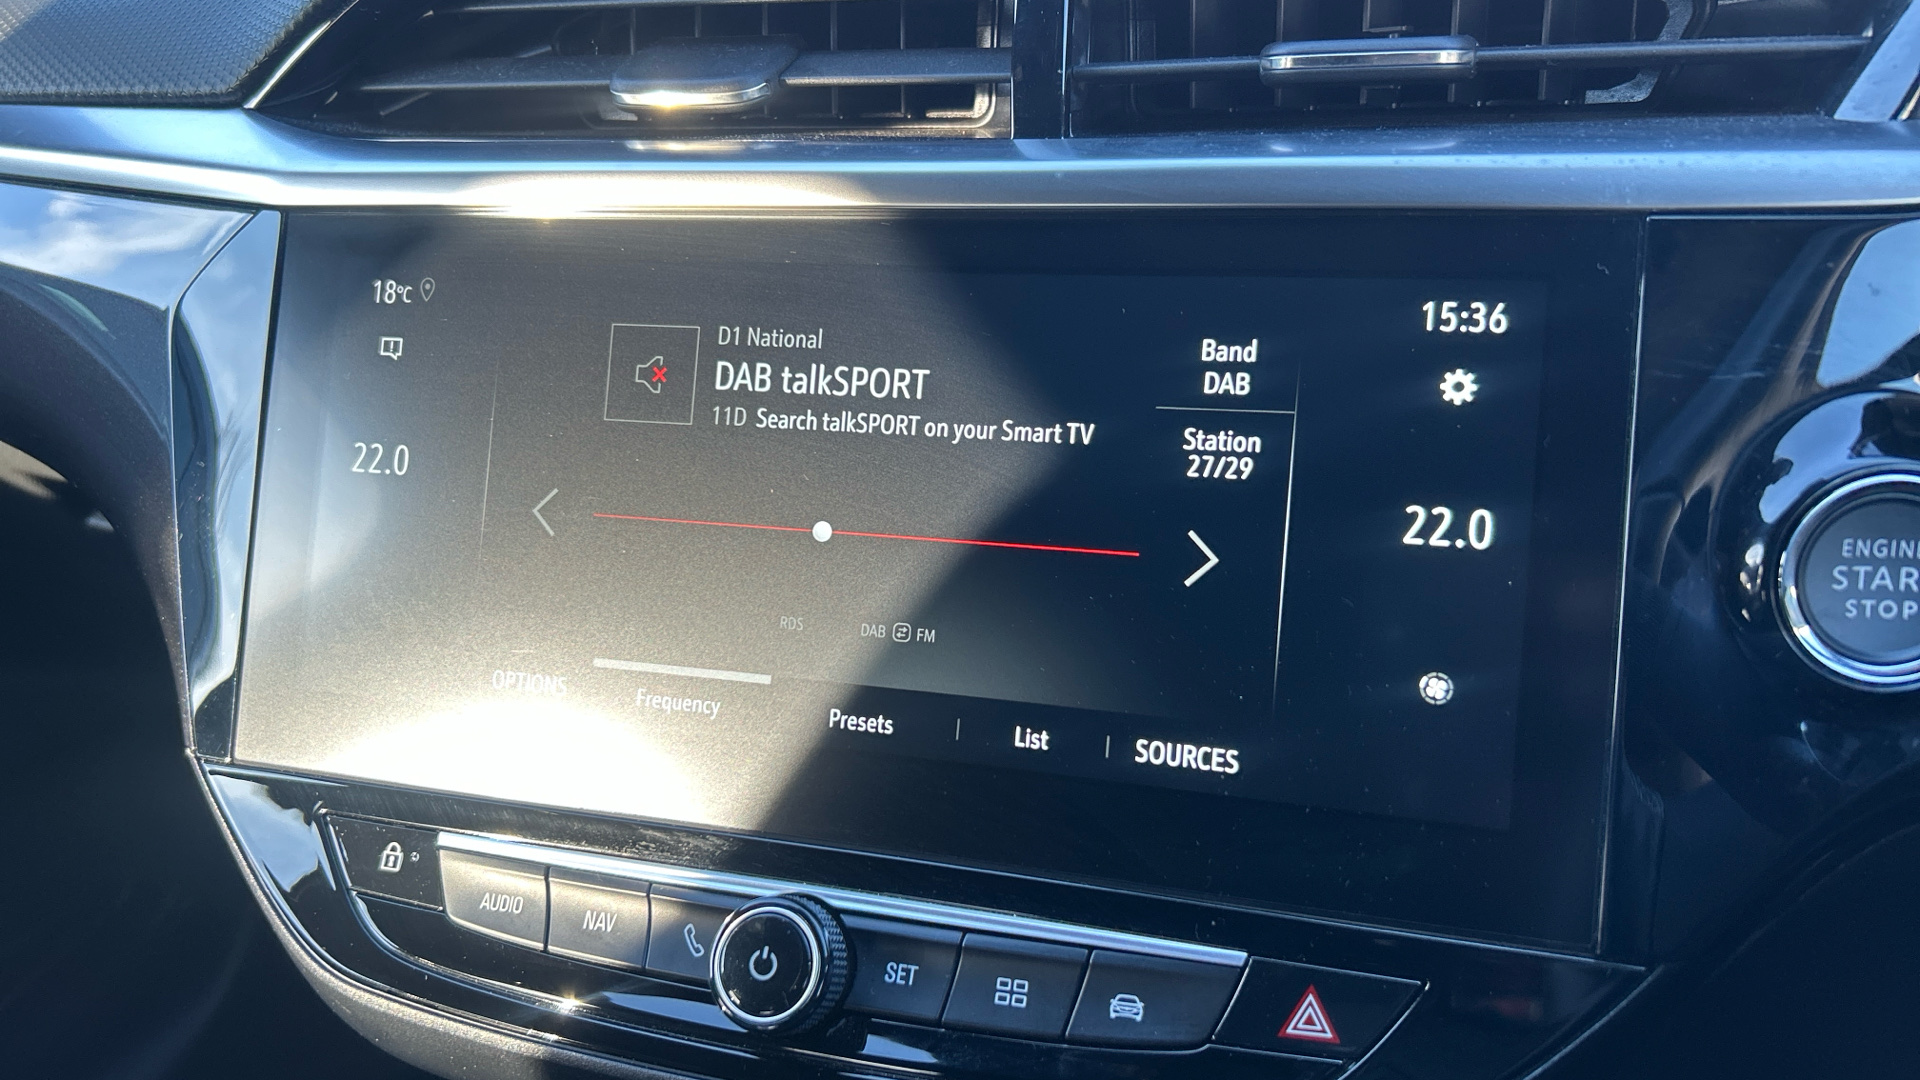 18°C
15:36
D1 National
DAB talkSPORT
11D Search talkSPORT on your Smart TV
Band
DAB
Station
27/29
22.0
22.0
RDS
DAB FM
OPTIONS
Frequency
Presets
List
SOURCES
ENGINE
START
STOP
AUDIO
NAV
SET